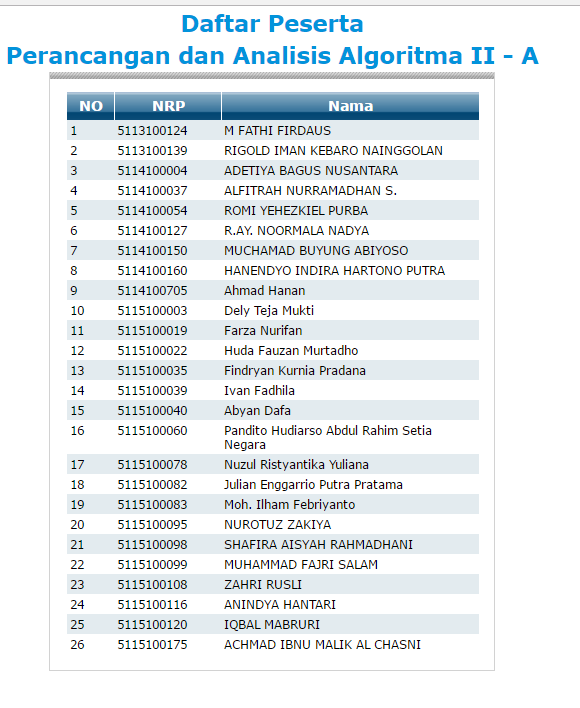 Daftar Peserta
Perancangan dan Analisis Algoritma II - A
NO NRP Nama
1 5113100124 M FATHI FIRDAUS
2 5113100139 RIGOLD IMAN KEBARO NAINGGOLAN
3 5114100004 ADETIYA BAGUS NUSANTARA
4 5114100037 ALFITRAH NURRAMADHAN S.
5 5114100054 ROMI YEHEZKIEL PURBA
6 5114100127 R.AY. NOORMALA NADYA
7 5114100150 MUCHAMAD BUYUNG ABIYOSO
8 5114100160 HANENDYO INDIRA HARTONO PUTRA
9 5114100705 Ahmad Hanan
10 5115100003 Dely Teja Mukti
11 5115100019 Farza Nurifan
12 5115100022 Huda Fauzan Murtadho
13 5115100035 Findryan Kurnia Pradana
14 5115100039 Ivan Fadhila
15 5115100040 Abyan Dafa
16 5115100060 Pandito Hudiarso Abdul Rahim Setia
Negara
17 5115100078 Nuzul Ristyantika Yuliana
18 5115100082 Julian Enggarrio Putra Pratama
19 5115100083 Moh. Ilham Febriyanto
20 5115100095 NUROTUZ ZAKIYA
21 5115100098 SHAFIRA AISYAH RAHMADHANI
22 5115100099 MUHAMMAD FAJRI SALAM
23 5115100108 ZAHRI RUSLI
24 5115100116 ANINDYA HANTARI
25 5115100120 IQBAL MABRURI
26 5115100175 ACHMAD IBNU MALIK AL CHASNI